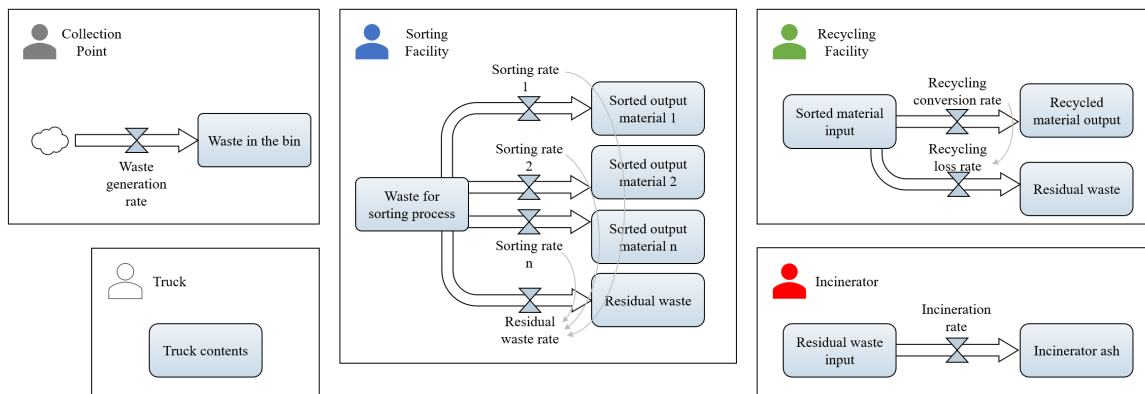 Collection
Point
Waste in the bin
Waste
generation
rate
Truck
Truck contents
Sorting
Facility
Sorting rate
1
Sorted output
material 1
Sorting rate
2
Sorted output
material 2
Waste for
sorting process
Sorted output
material n
Sorting rate
n
Residual waste
Residual
waste rate
Recycling
Facility
Recycling
conversion rate
Sorted material
input
Recycled
material output
Recycling
loss rate
Residual waste
Incinerator
Incineration
rate
Residual waste
input
Incinerator ash